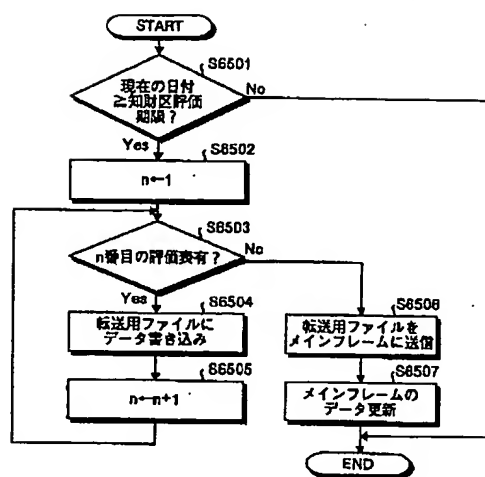 START
S6501
現在の日付
≧知財区評価
期限？
No
Yes
S6502
n←1
S6503
n番目の評価表有？
No
Yes
S6504
転送用ファイルに
データ書き込み
S6506
転送用ファイルを
メインフレームに送信
S6505
n←n+1
S6507
メインフレームの
データ更新
END